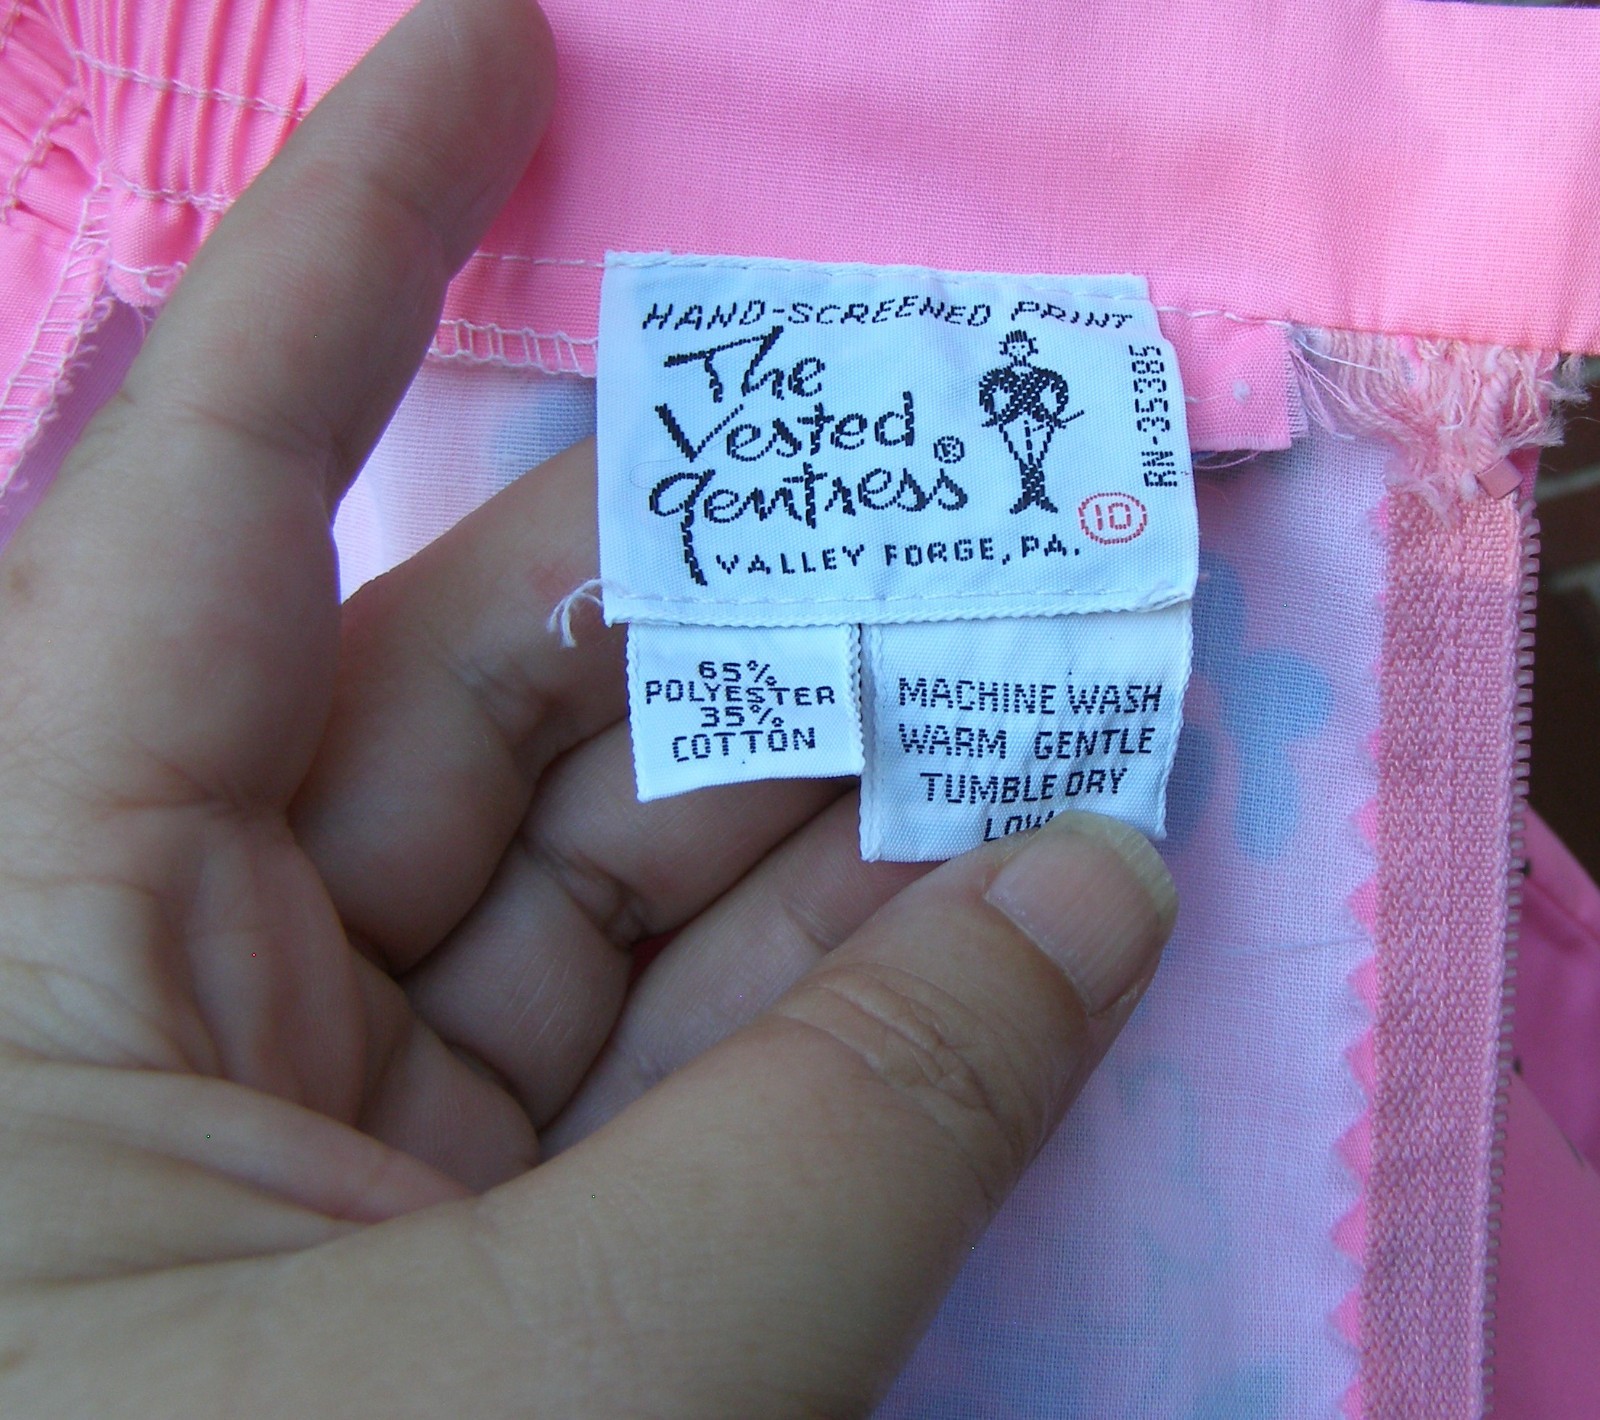 HAND-SCREENED PRINT
The
Vested
gentress®
VALLEY FORGE, PA.
10
RN-35385
65%
POLYESTER
35%
COTTON
MACHINE WASH
WARM GENTLE
TUMBLE DRY
LOW